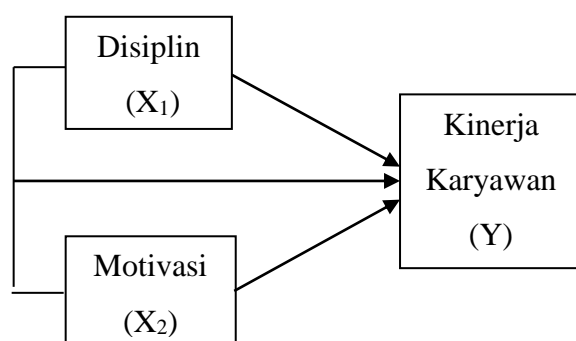 Disiplin
(X₁)
Kinerja
Karyawan
(Y)
Motivasi
(X₂)